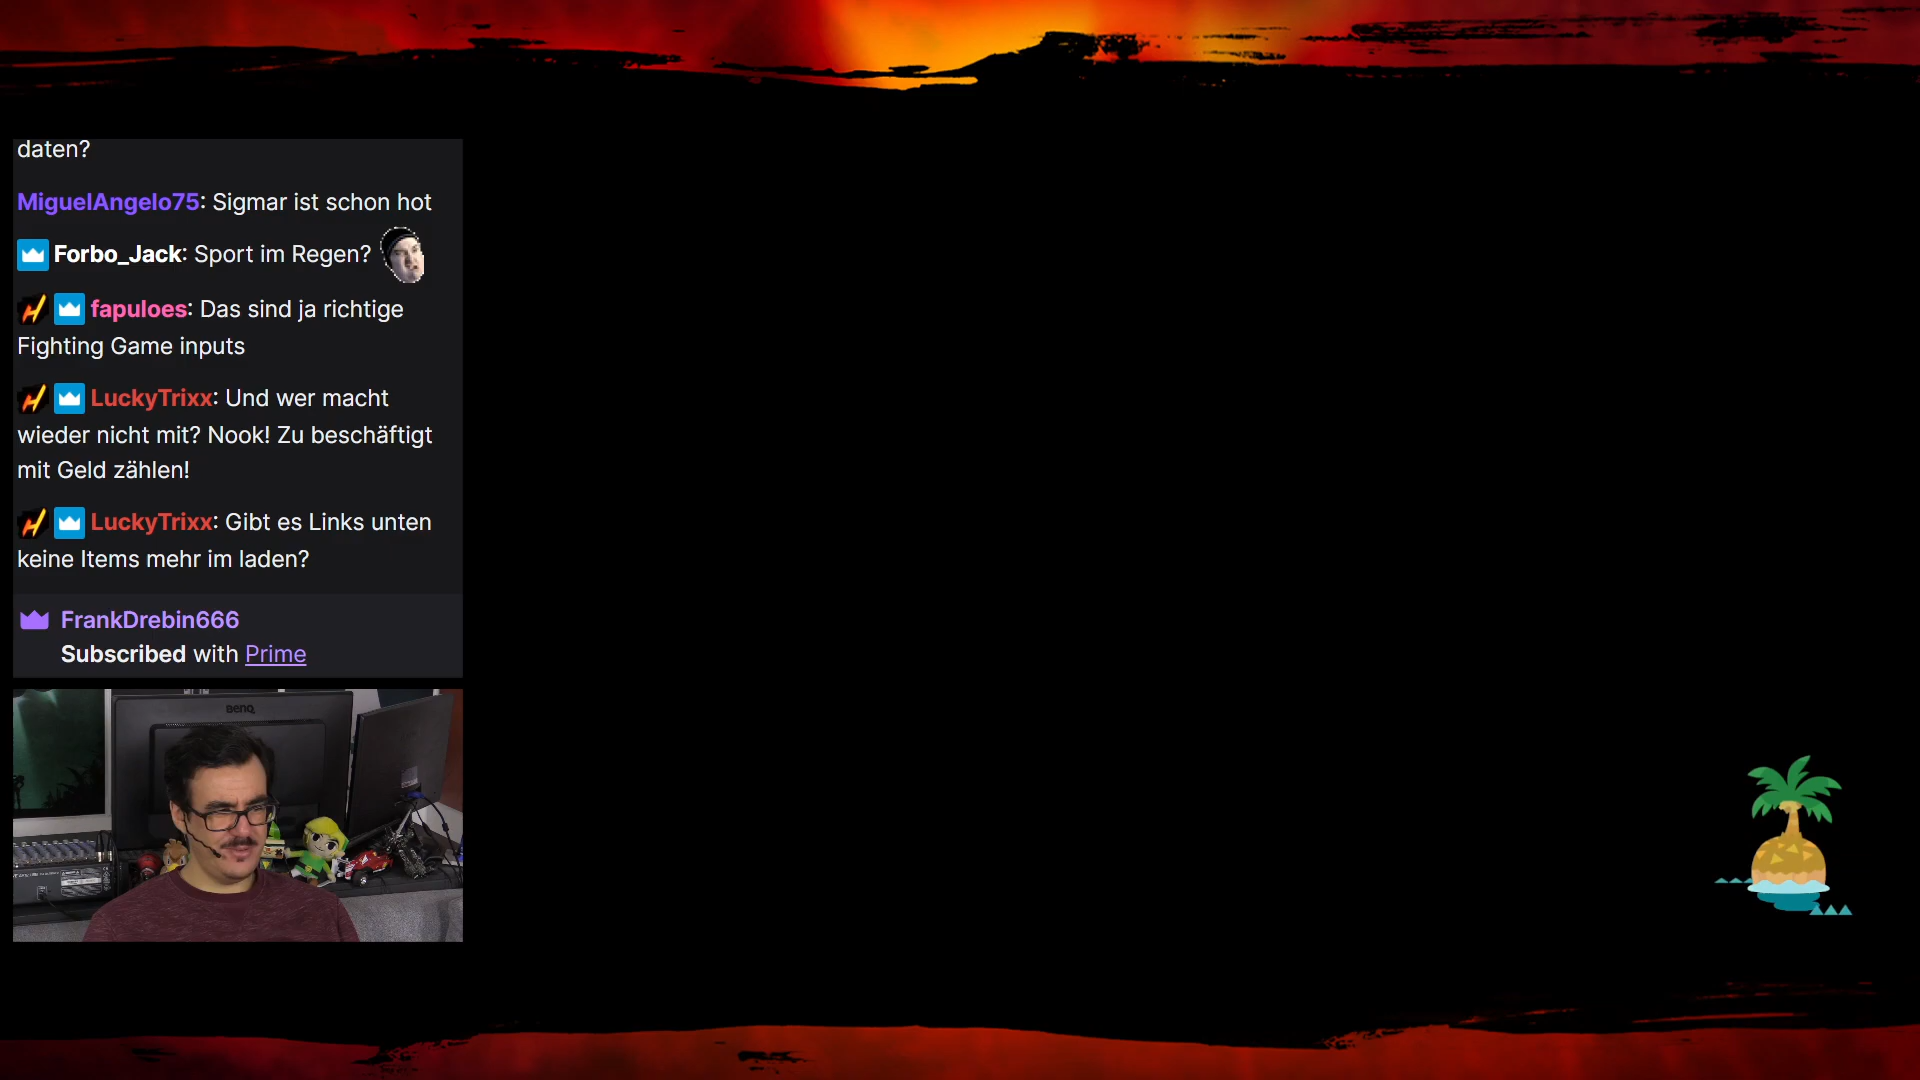 daten?
MiguelAngelo75: Sigmar ist schon hot
Forbo_Jack: Sport im Regen?
fapuloes: Das sind ja richtige
Fighting Game inputs
LuckyTrixx: Und wer macht
wieder nicht mit? Nook! Zu beschäftigt
mit Geld zählen!
LuckyTrixx: Gibt es Links unten
keine Items mehr im laden?
FrankDrebin666
Subscribed with Prime
BenQ